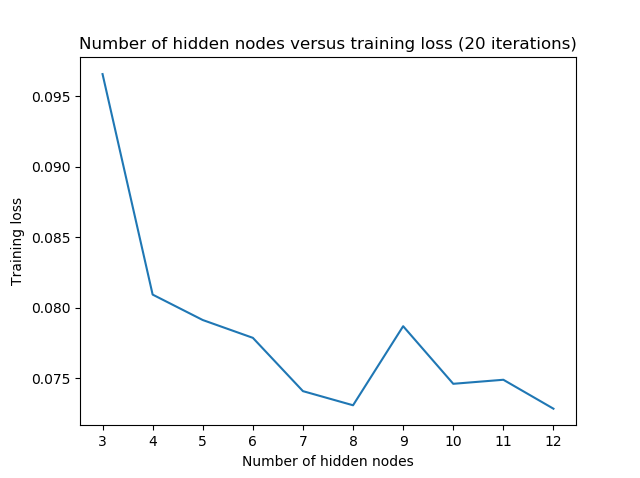 Number of hidden nodes versus training loss (20 iterations)
0.095
0.090
0.085
0.080
0.075
Training loss
3 4 5 6 7 8 9 10 11 12
Number of hidden nodes